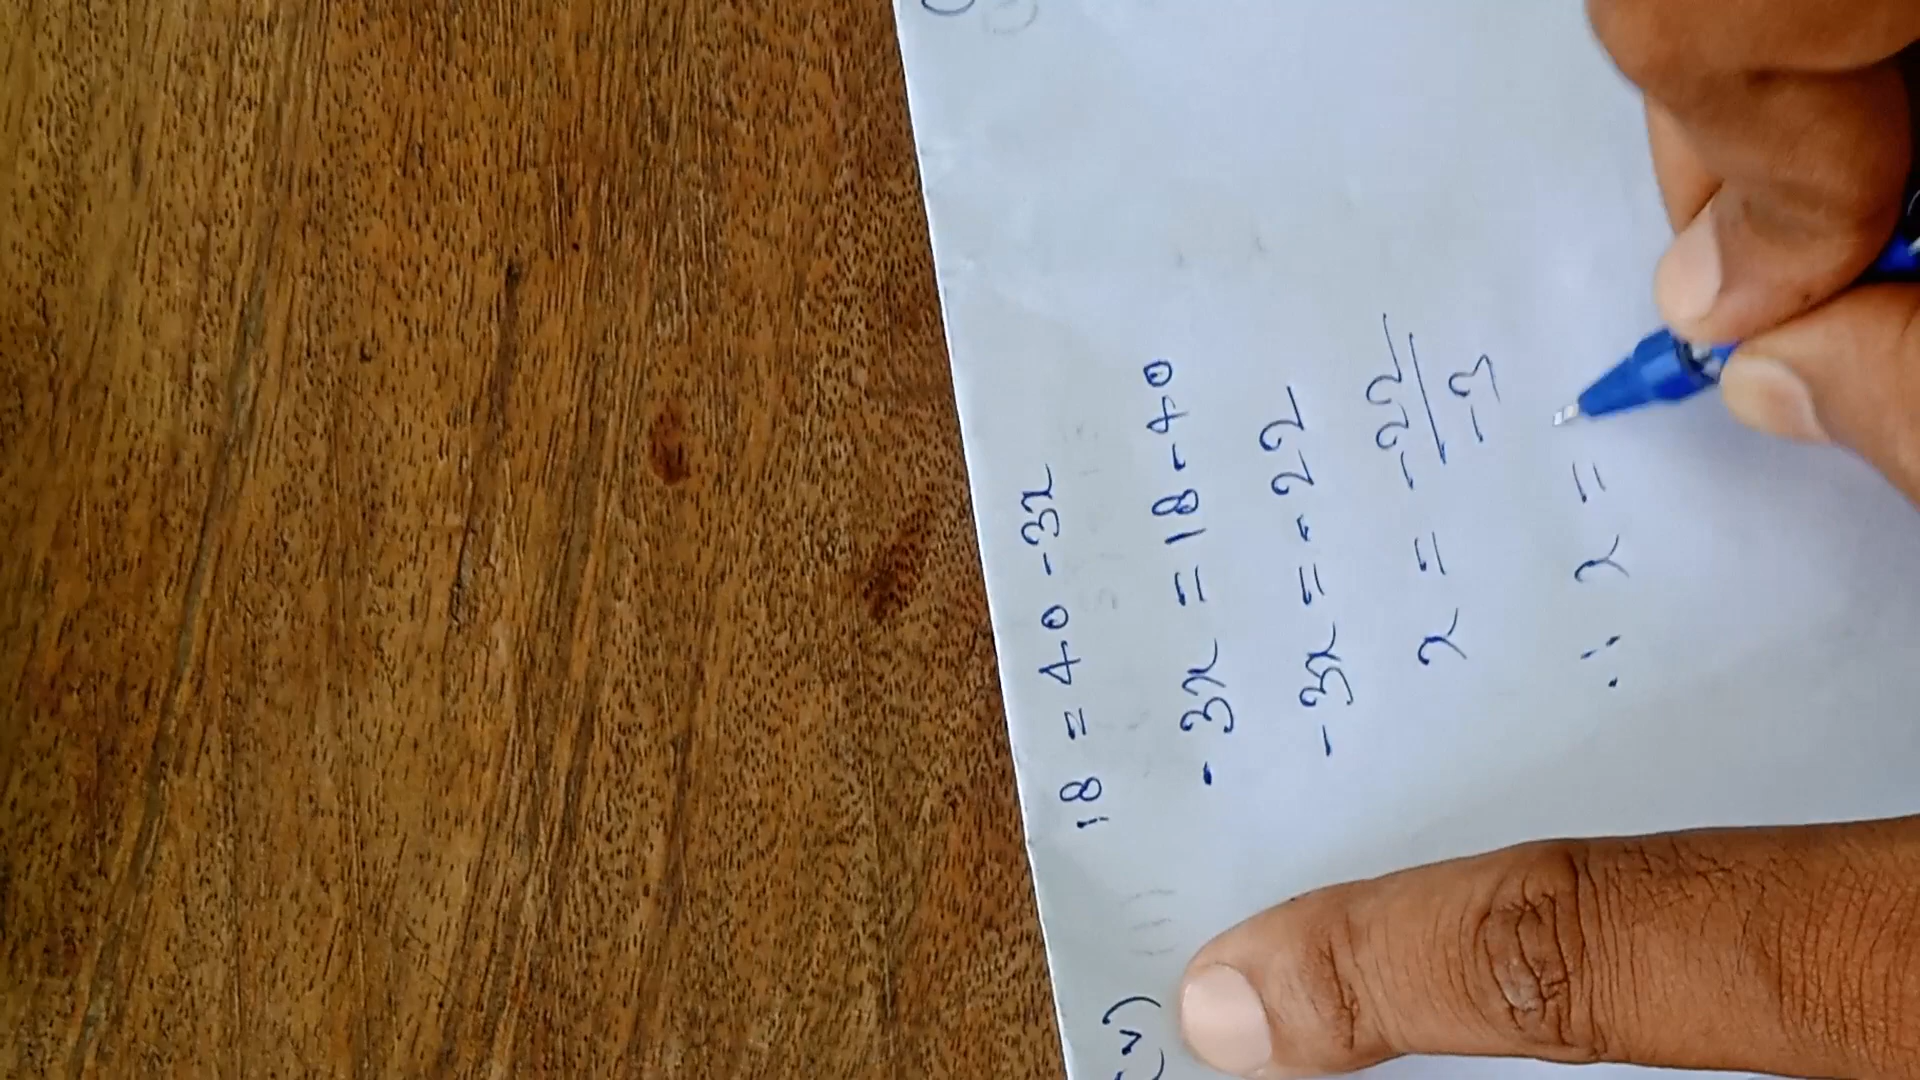 (v) 18 = 40 - 3x
- 3x = 18 - 40
- 3x = - 22
x = -22/-3
∴ x =